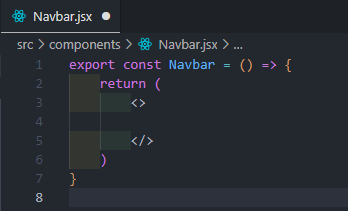 Navbar.jsx
src > components > Navbar.jsx > ...
1 export const Navbar = () => {
2     return (
3         <>
4
5         </>
6     )
7 }
8